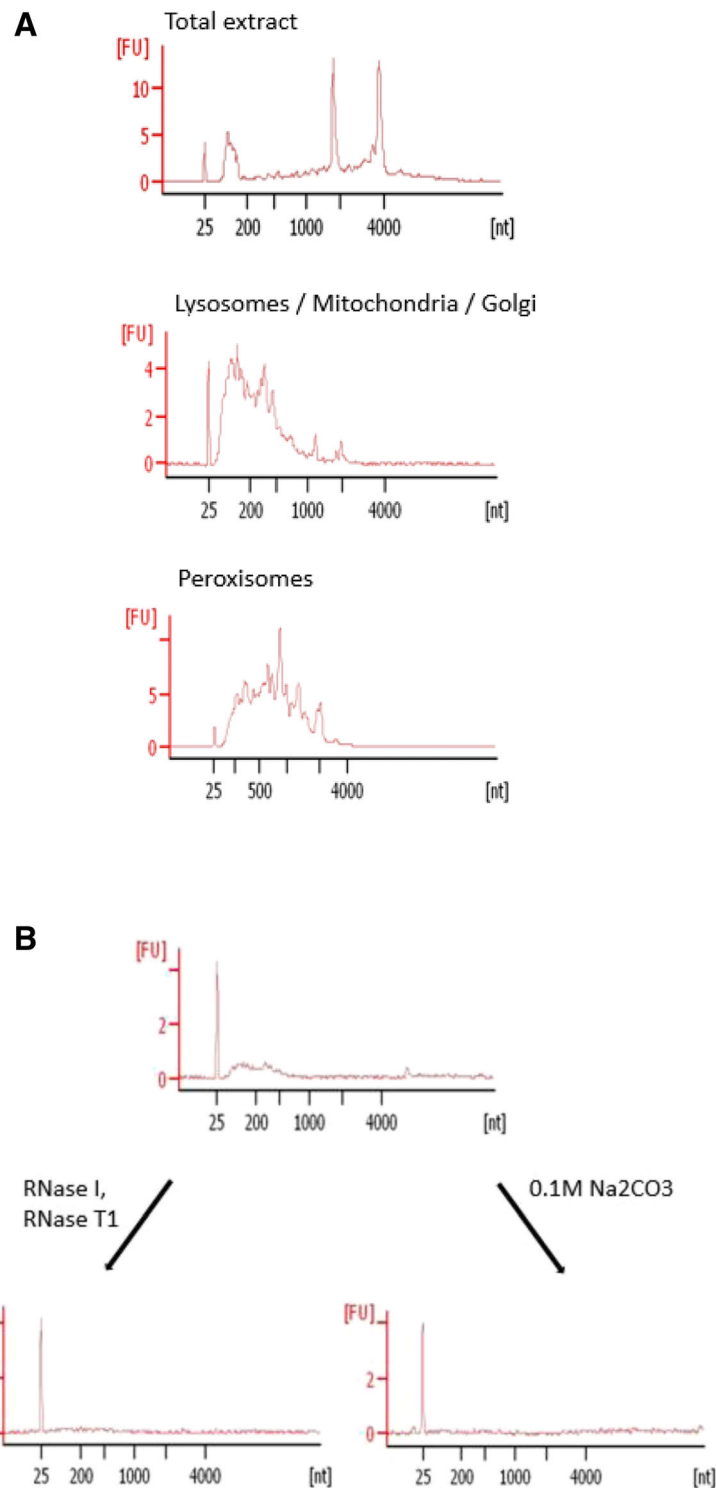 A
Total extract
[FU]
10
5
0
25 200 1000 4000 [nt]
Lysosomes / Mitochondria / Golgi
[FU]
4
2
0
25 200 1000 4000 [nt]
Peroxisomes
[FU]
5
0
25 500 4000 [nt]
B
[FU]
2
0
25 200 1000 4000 [nt]
RNase I,
RNase T1
0.1M Na2CO3
25 200 1000 4000 [nt]
[FU]
2
0
25 200 1000 4000 [nt]